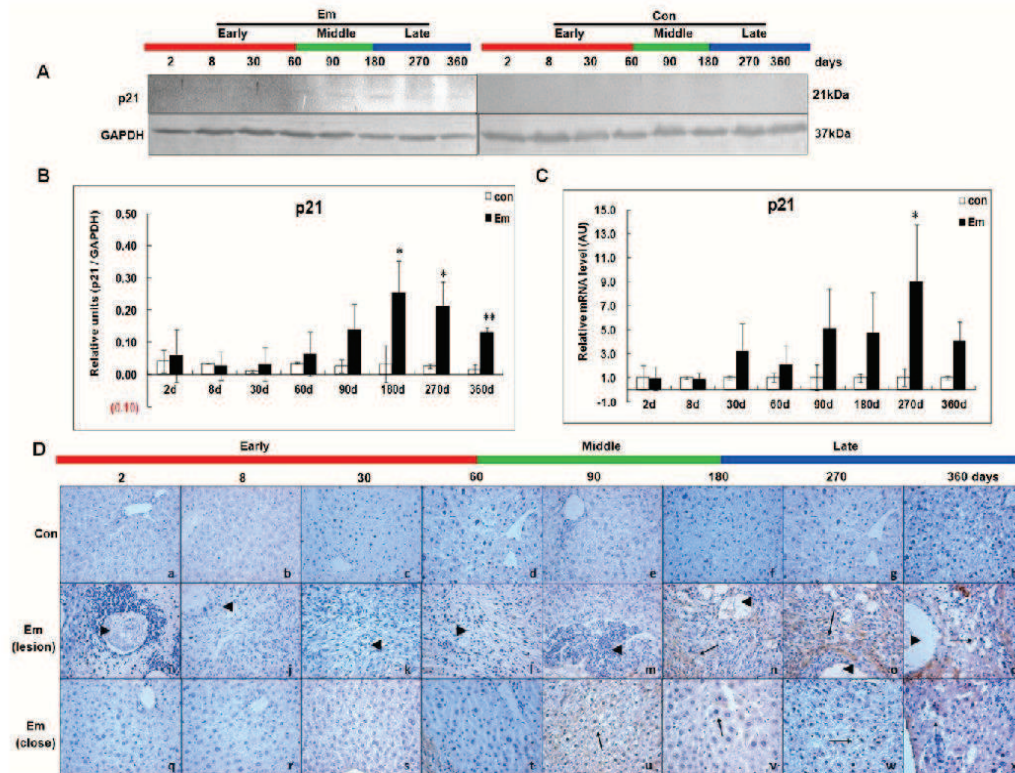 Em Con
Early Middle Late Early Middle Late
2 8 30 60 90 180 270 360 2 8 30 60 90 180 270 360 days
A
p21 21kDa
GAPDH 37kDa
B
p21
con
Em
Relative units (p21 / GAPDH)
0.50
0.40
0.30
0.20
0.10
0.00
(0.10)
* * **
2d 8d 30d 60d 90d 180d 270d 360d
C
p21
con
Em
Relative mRNA level (AU)
15.0
13.0
11.0
9.0
7.0
5.0
3.0
1.0
-1.0
*
2d 8d 30d 60d 90d 180d 270d 360d
D
Early Middle Late
2 8 30 60 90 180 270 360 days
Con
a b c d e f g h
Em
(lesion)
j k l m n o
Em
(close)
q r s t u v w x